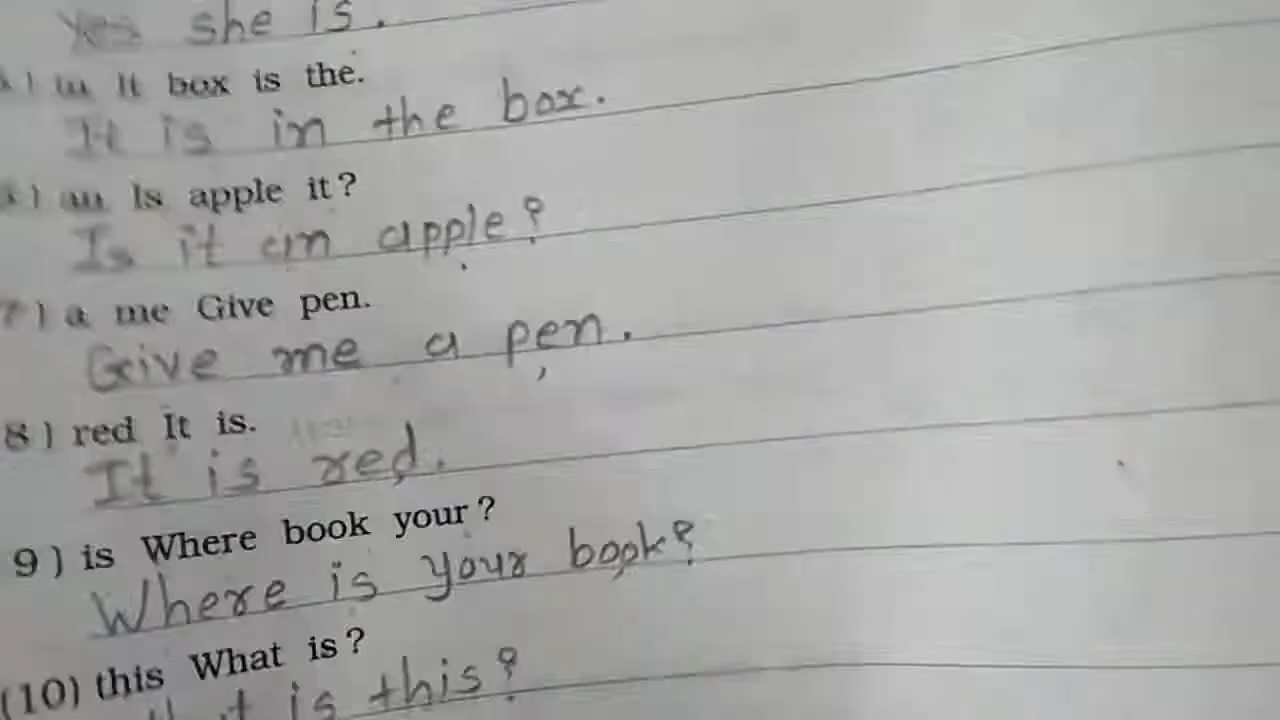 Yes she is.
) in It box is the.
It is in the box.
) an Is apple it?
Is it an apple?
7) a me Give pen.
Give me a pen.
8) red It is.
It is red.
9) is Where book your?
Where is your book?
(10) this What is?
is this?